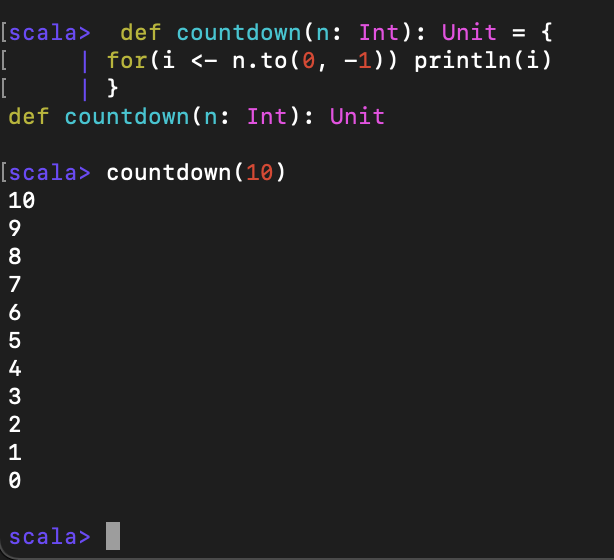 [scala>  def countdown(n: Int): Unit = {
[     | for(i <- n.to(0, -1)) println(i)
[     | }
def countdown(n: Int): Unit

[scala> countdown(10)
10
9
8
7
6
5
4
3
2
1
0

scala>